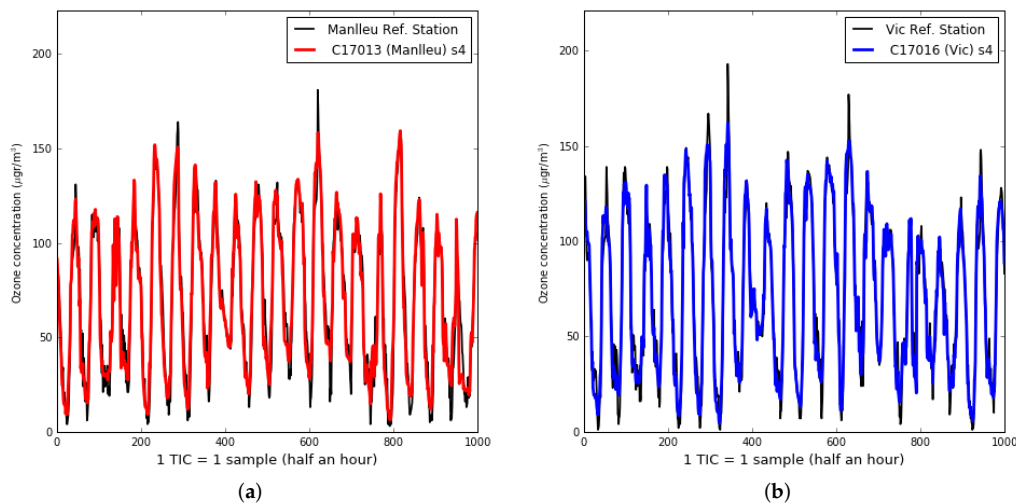 Manlleu Ref. Station
C17013 (Manlleu) s4
200
150
100
50
0
Ozone concentration (μgr/m³)
0 200 400 600 800 1000
1 TIC = 1 sample (half an hour)
(a)
Vic Ref. Station
C17016 (Vic) s4
200
150
100
50
0
Ozone concentration (μgr/m³)
0 200 400 600 800 1000
1 TIC = 1 sample (half an hour)
(b)